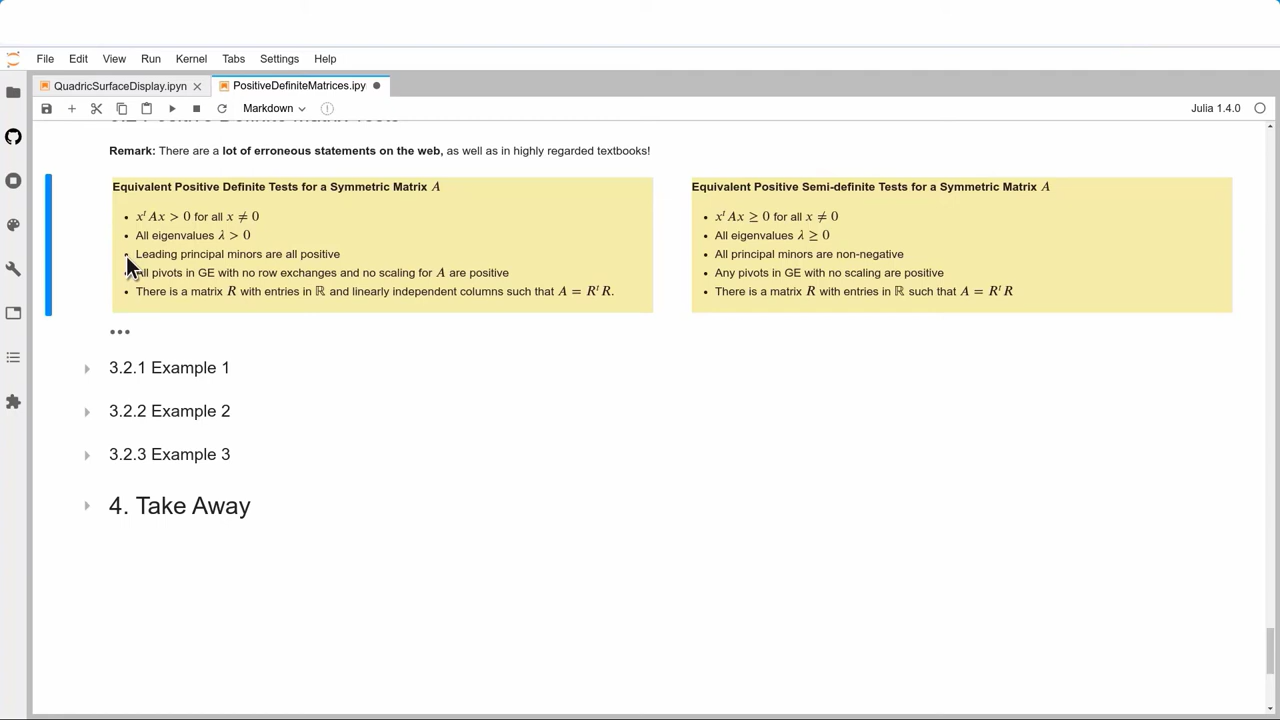 File Edit View Run Kernel Tabs Settings Help
QuadricSurfaceDisplay.ipyn PositiveDefiniteMatrices.ipy
Markdown Julia 1.4.0
Remark: There are a lot of erroneous statements on the web, as well as in highly regarded textbooks!
Equivalent Positive Definite Tests for a Symmetric Matrix A
• xᵗAx > 0 for all x ≠ 0
• All eigenvalues λ > 0
• Leading principal minors are all positive
All pivots in GE with no row exchanges and no scaling for A are positive
• There is a matrix R with entries in ℝ and linearly independent columns such that A = RᵗR.
Equivalent Positive Semi-definite Tests for a Symmetric Matrix A
• xᵗAx ≥ 0 for all x ≠ 0
• All eigenvalues λ ≥ 0
• All principal minors are non-negative
• Any pivots in GE with no scaling are positive
• There is a matrix R with entries in ℝ such that A = RᵗR
•••
3.2.1 Example 1
3.2.2 Example 2
3.2.3 Example 3
4. Take Away